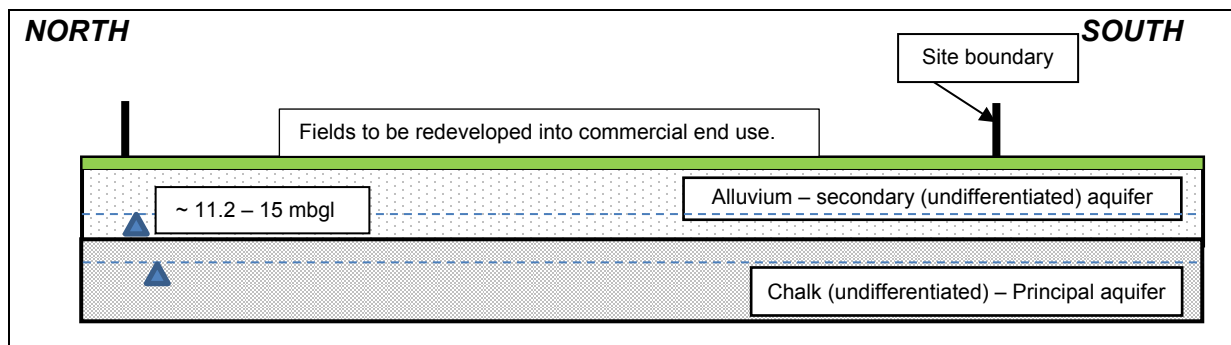 NORTH
SOUTH
Site boundary
Fields to be redeveloped into commercial end use.
~ 11.2 – 15 mbgl
Alluvium – secondary (undifferentiated) aquifer
Chalk (undifferentiated) – Principal aquifer